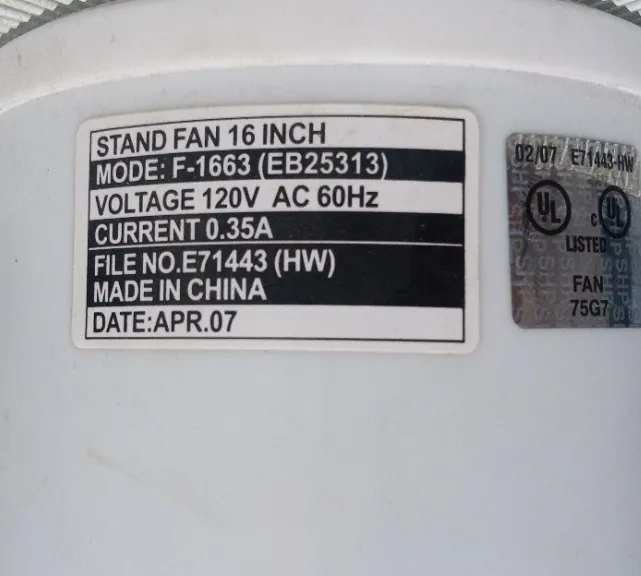 STAND FAN 16 INCH
MODE: F-1663 (EB25313)
VOLTAGE 120V AC 60Hz
CURRENT 0.35A
FILE NO.E71443 (HW)
MADE IN CHINA
DATE:APR.07
02/07 E71443-HW
UL c UL
LISTED
FAN
75G7